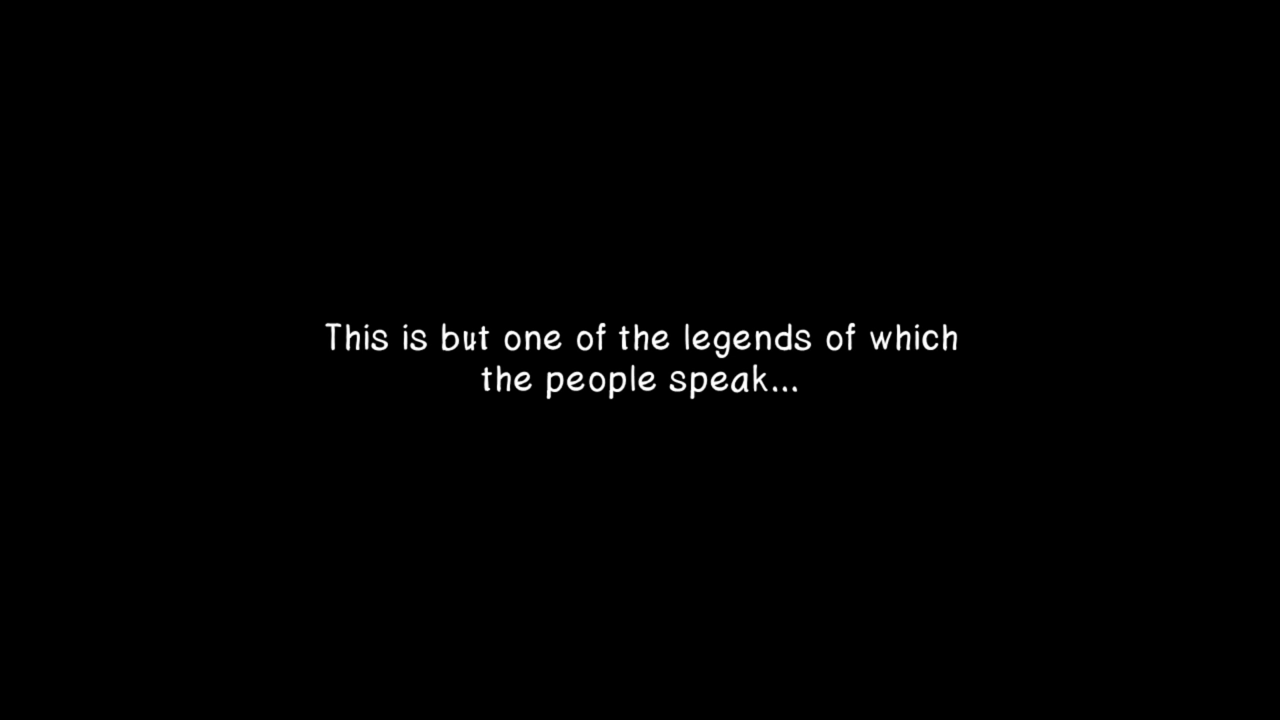 This is but one of the legends of which
the people speak...